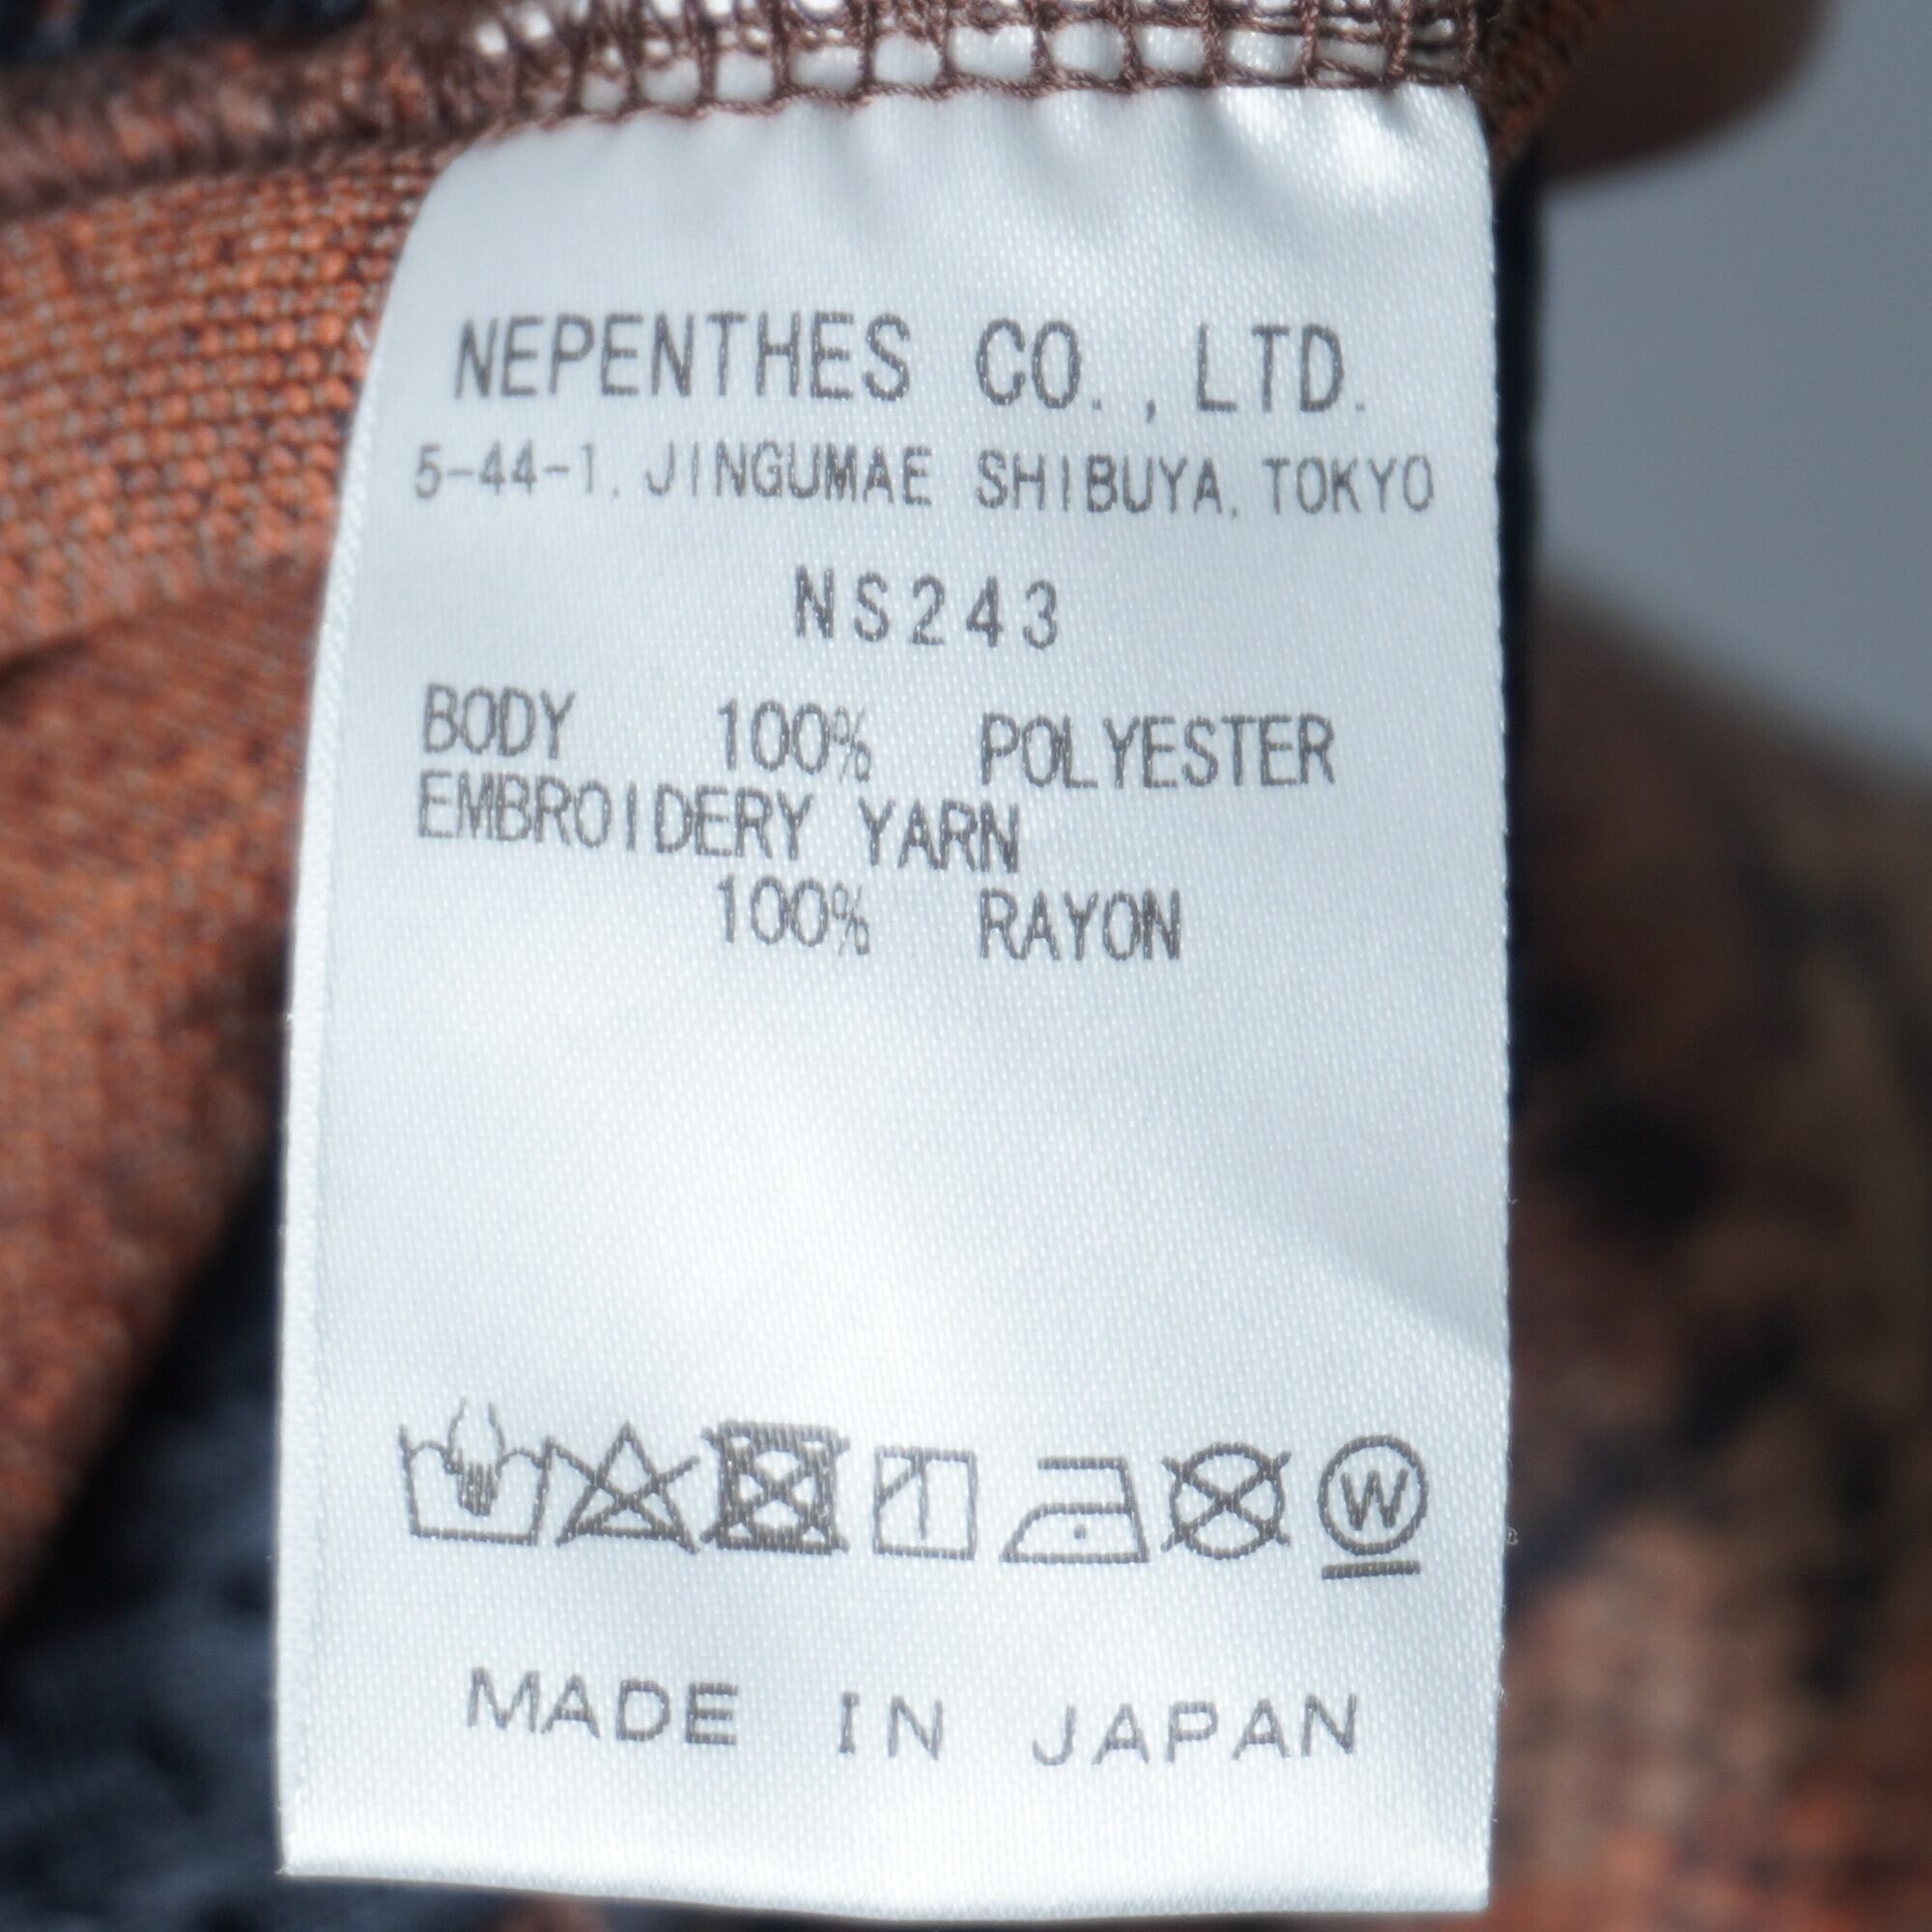 NEPENTHES CO., LTD.
5-44-1, JINGUMAE SHIBUYA, TOKYO
NS243
BODY 100% POLYESTER
EMBROIDERY YARN
100% RAYON
W
MADE IN JAPAN